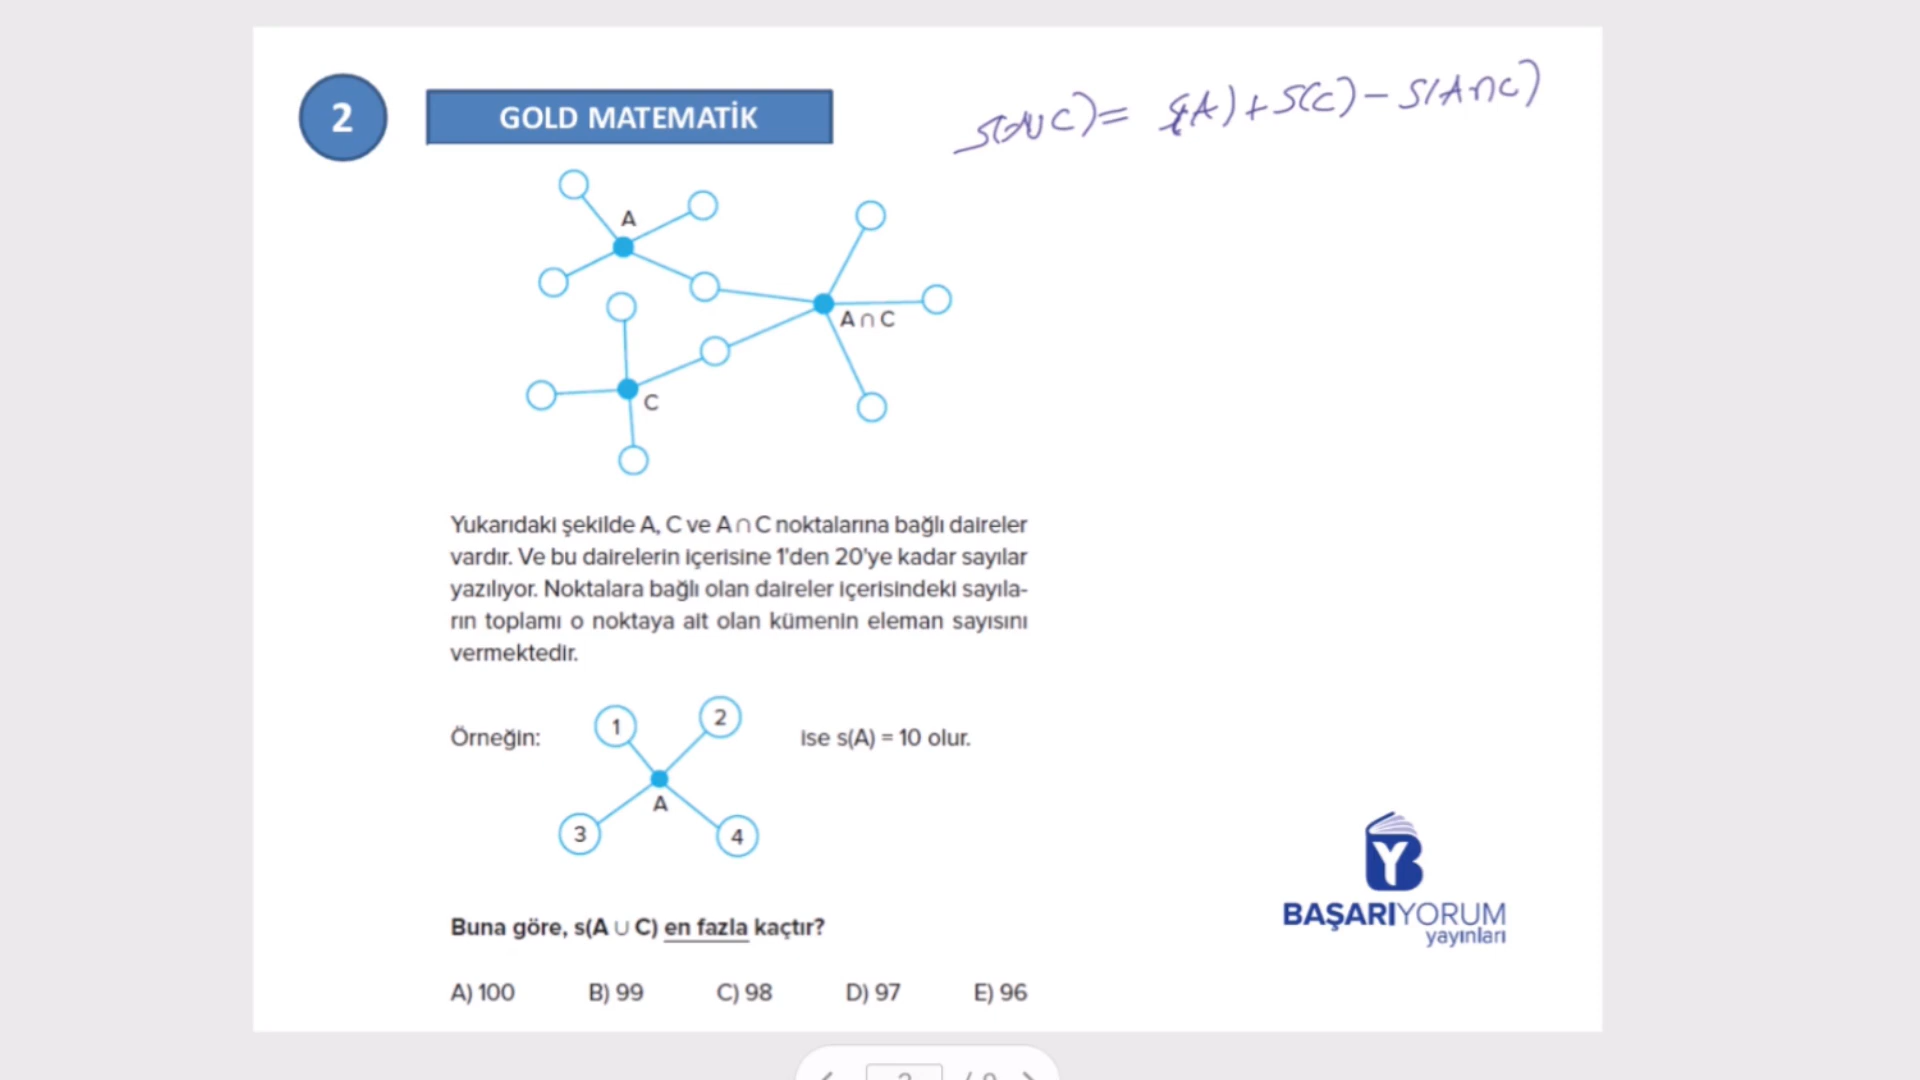 2
GOLD MATEMATİK
s(AUC) = s(A) + s(C) - s(A∩C)
A
A∩C
C
Yukarıdaki şekilde A, C ve A∩C noktalarına bağlı daireler
vardır. Ve bu dairelerin içerisine 1'den 20'ye kadar sayılar
yazılıyor. Noktalara bağlı olan daireler içerisindeki sayıla-
rın toplamı o noktaya ait olan kümenin eleman sayısını
vermektedir.
1
2
Örneğin:
ise s(A) = 10 olur.
A
3
4
BAŞARIYORUM
yayınları
Buna göre, s(A ∪ C) en fazla kaçtır?
A) 100 B) 99 C) 98 D) 97 E) 96